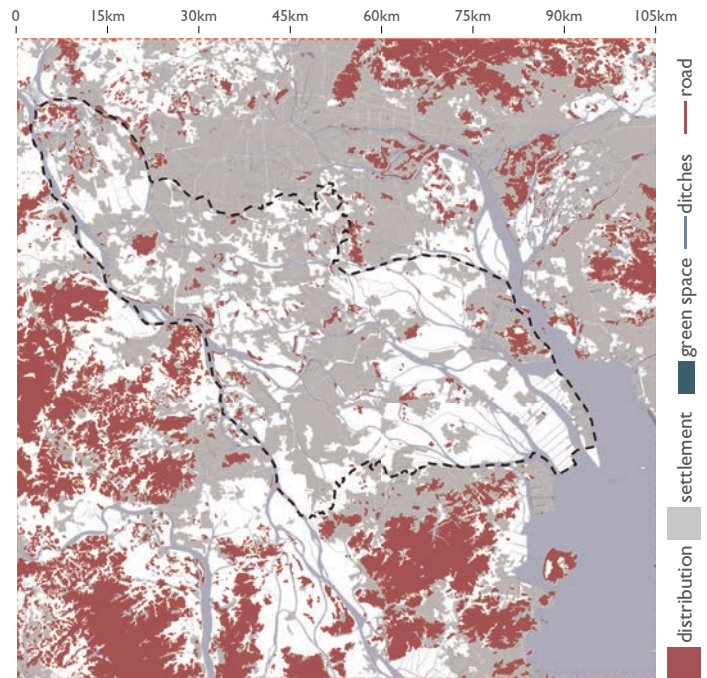 0 15km 30km 45km 60km 75km 90km 105km
road
ditches
green space
settlement
distribution